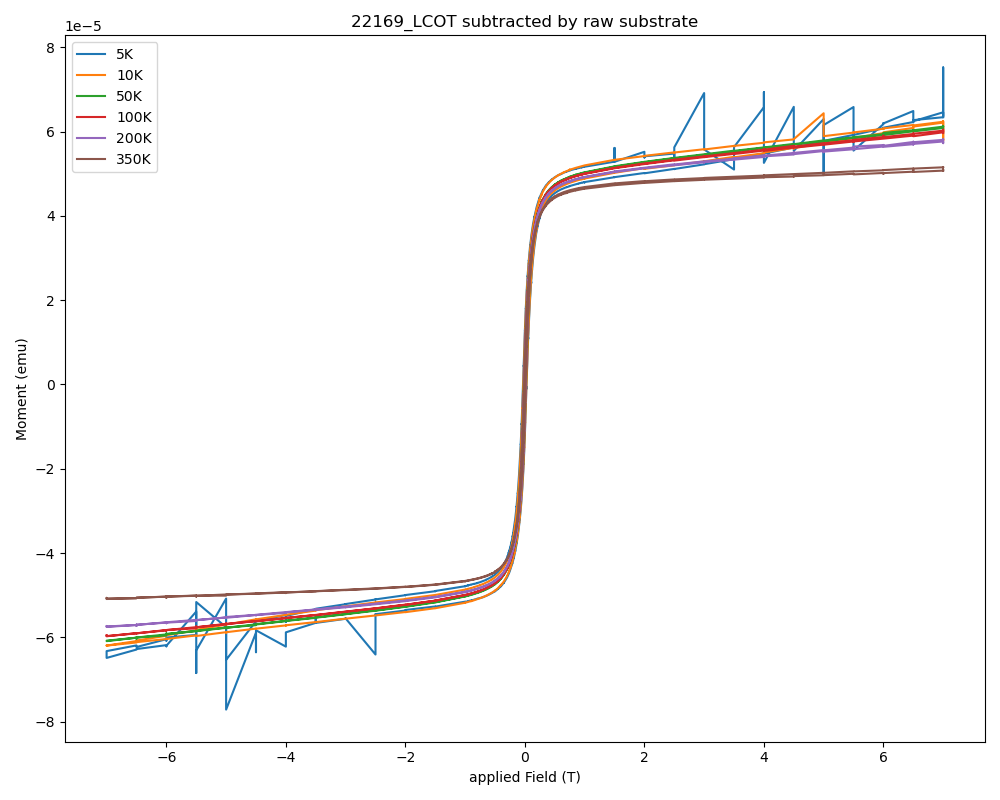 22169_LCOT subtracted by raw substrate
1e−5
5K
10K
50K
100K
200K
350K
8
6
4
2
0
−2
−4
−6
−8
Moment (emu)
−6 −4 −2 0 2 4 6
applied Field (T)